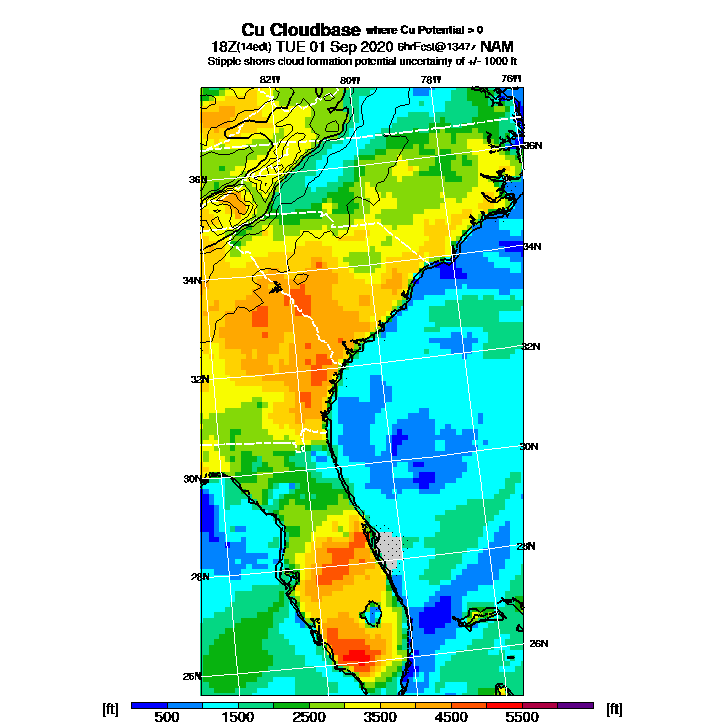 Cu Cloudbase where Cu Potential > 0
18Z(14edt) TUE 01 Sep 2020 6hrFcst@1347z NAM
Stipple shows cloud formation potential uncertainty of +/- 1000 ft
82W 80W 78W 76W
36N
36N
34N
34N
32N
32N
30N
30N
28N
28N
26N
26N
[ft] [ft]
500 1500 2500 3500 4500 5500